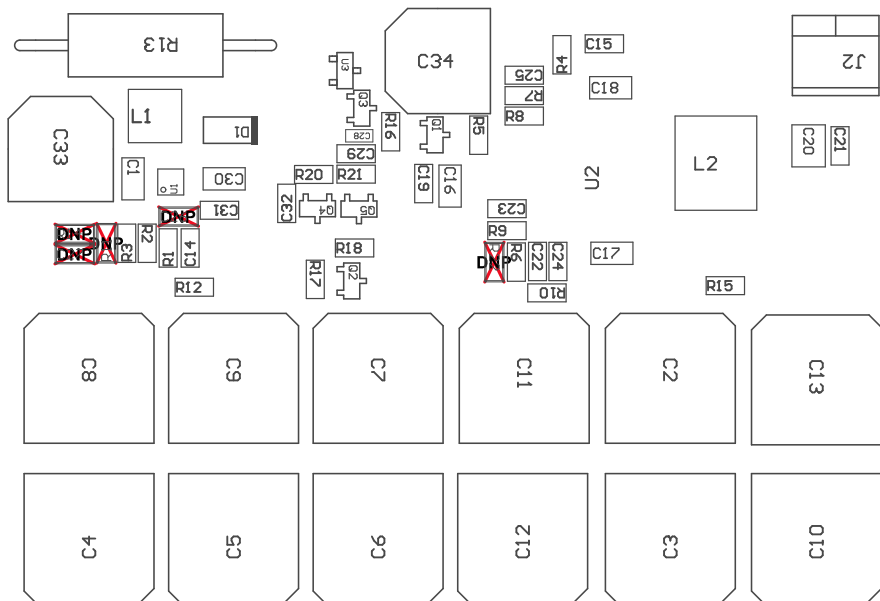 R13
C34
U3
Q3
C28
C29
R16
Q1
R5
C25
R7
R8
R4
C15
C18
J2
L1
D1
C33
C1
U1
C30
C31
R20
R21
C32
Q4
Q5
C19
C16
U2
L2
C20
C21
DNP
DNP
DNP
DNP
R3
R2
R1
C14
R12
R18
R17
Q2
C23
R9
DNP
R6
C22
C24
R10
C17
R15
C8
C9
C7
C11
C2
C13
C4
C5
C6
C12
C3
C10